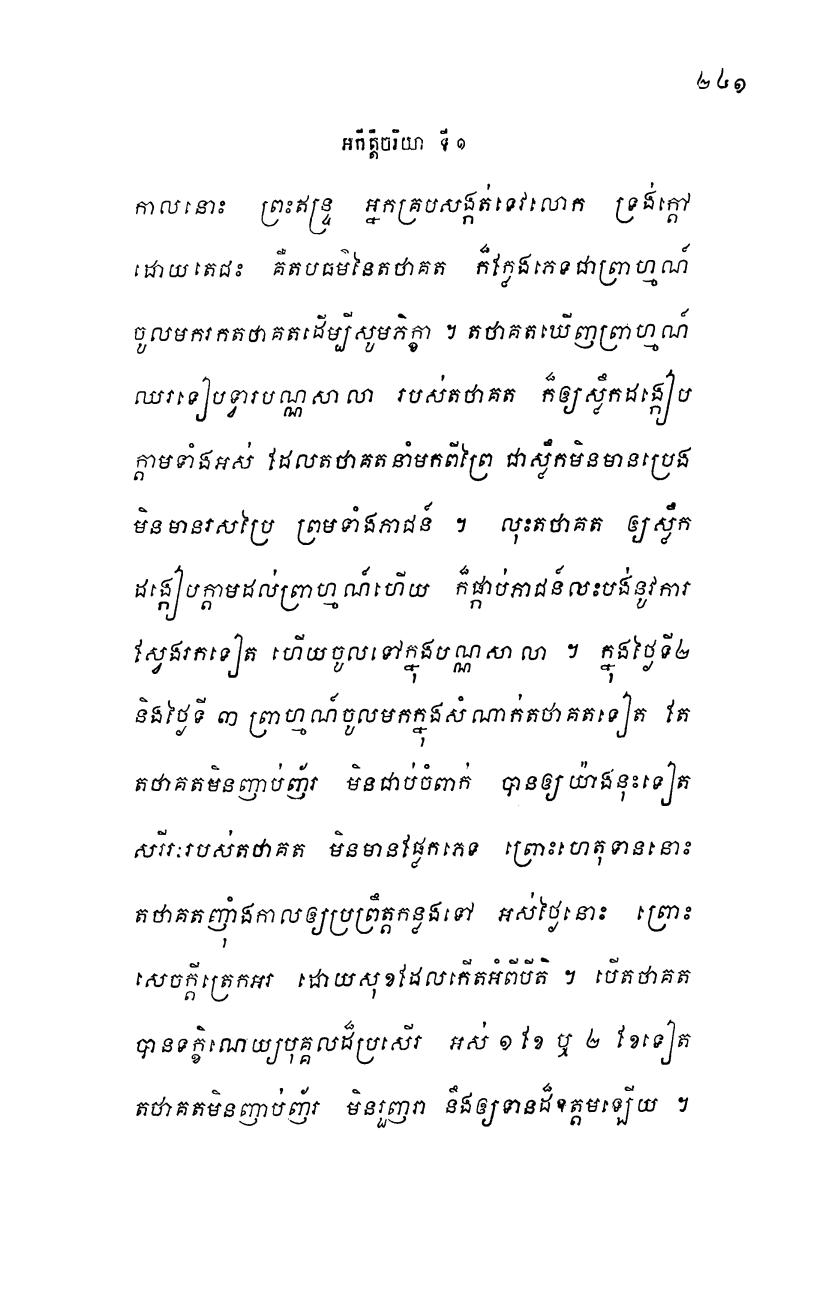 ២៤១
អកិត្តិចរិយា ទី ១
កាលនោះ ព្រះឥន្ទ្រ អ្នកគ្របសង្កត់ទេវលោក ទ្រង់ក្តៅ
ដោយតេជះ គឺតបធម៌នៃតថាគត ក៏ក្លែងភេទជាព្រាហ្មណ៍
ចូលមករកតថាគតដើម្បីសូមភិក្ខា ។ តថាគតឃើញព្រាហ្មណ៍
ឈរទៀបទ្វារបណ្ណសាលា របស់តថាគត ក៏ឲ្យស្លឹកដង្កៀប
ក្តាមទាំងអស់ ដែលតថាគតនាំមកពីព្រៃ ជាស្លឹកមិនមានប្រេង
មិនមានរសប្រៃ ព្រមទាំងភាជន៍ ។ លុះតថាគត ឲ្យស្លឹក
ដង្កៀបក្តាមដល់ព្រាហ្មណ៍ហើយ ក៏ផ្កាប់ភាជន៍លះបង់នូវការ
ស្វែងរកទៀត ហើយចូលទៅក្នុងបណ្ណសាលា ។ ក្នុងថ្ងៃទី២
និងថ្ងៃទី ៣ ព្រាហ្មណ៍ចូលមកក្នុងសំណាក់តថាគតទៀត តែ
តថាគតមិនញាប់ញ័រ មិនជាប់ចំពាក់ បានឲ្យយ៉ាងនុះទៀត
សរីរៈរបស់តថាគត មិនមានផ្លែកភេទ ព្រោះហេតុទាននោះ
តថាគតញុំាងកាលឲ្យប្រព្រឹត្តកន្លងទៅ អស់ថ្ងៃនោះ ព្រោះ
សេចក្តីត្រេកអរ ដោយសុខដែលកើតអំពីបីតិ ។ បើតថាគត
បានទក្ខិណេយ្យបុគ្គលដ៏ប្រសើរ អស់ ១ ខែ ឬ ២ ខែទៀត
តថាគតមិនញាប់ញ័រ មិនរួញរា នឹងឲ្យទានដ៏ឧត្តមឡើយ ។